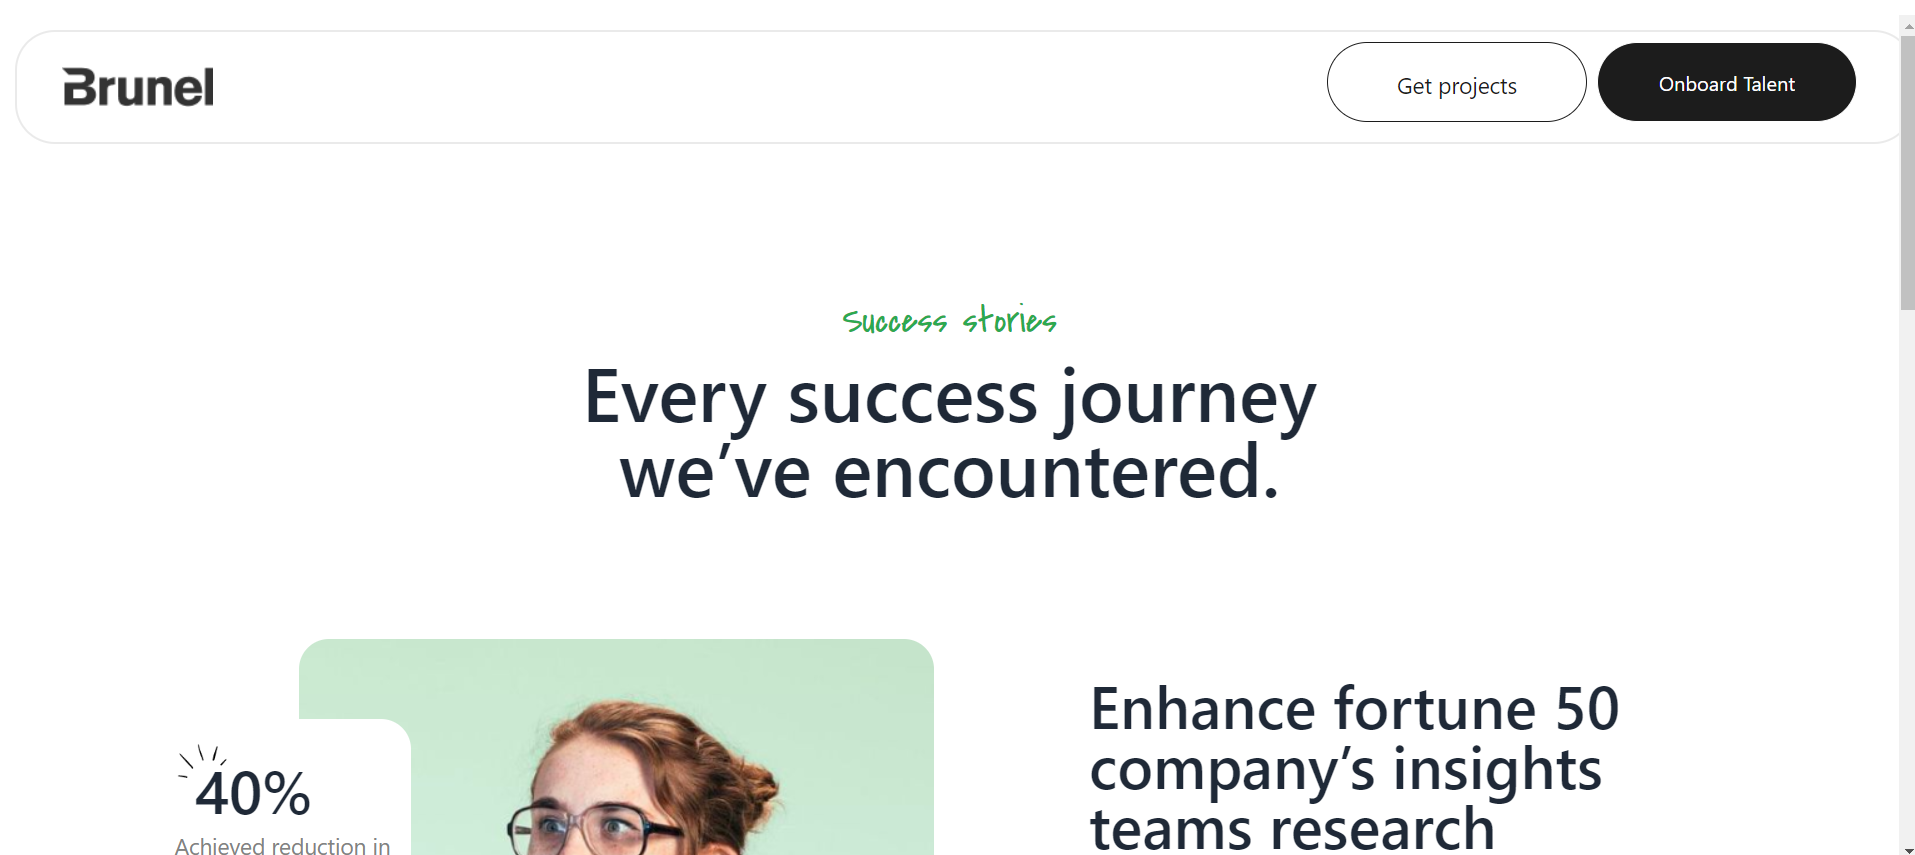 Brunel
Get projects
Onboard Talent
Success stories
Every success journey
we’ve encountered.
40%
Achieved reduction in
Enhance fortune 50
company’s insights
teams research